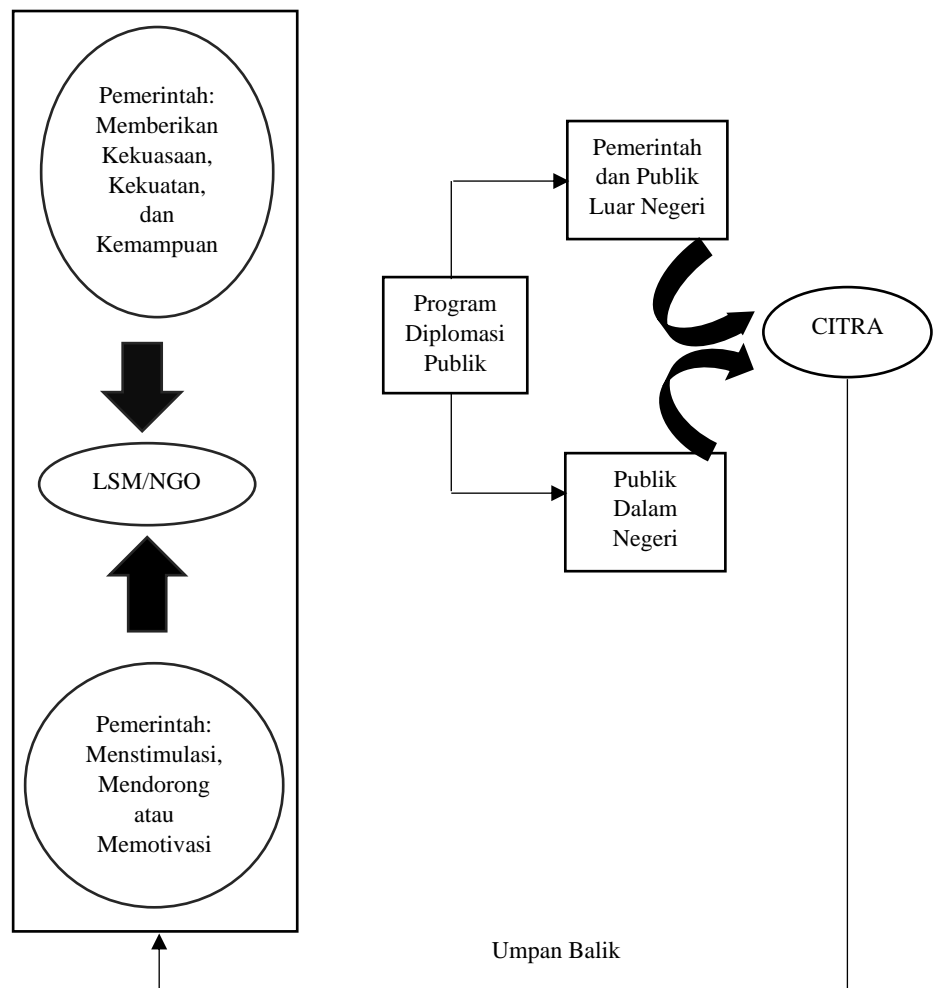 Pemerintah:
Memberikan
Kekuasaan,
Kekuatan,
dan
Kemampuan
LSM/NGO
Pemerintah:
Menstimulasi,
Mendorong
atau
Memotivasi
Program
Diplomasi
Publik
Pemerintah
dan Publik
Luar Negeri
Publik
Dalam
Negeri
CITRA
Umpan Balik